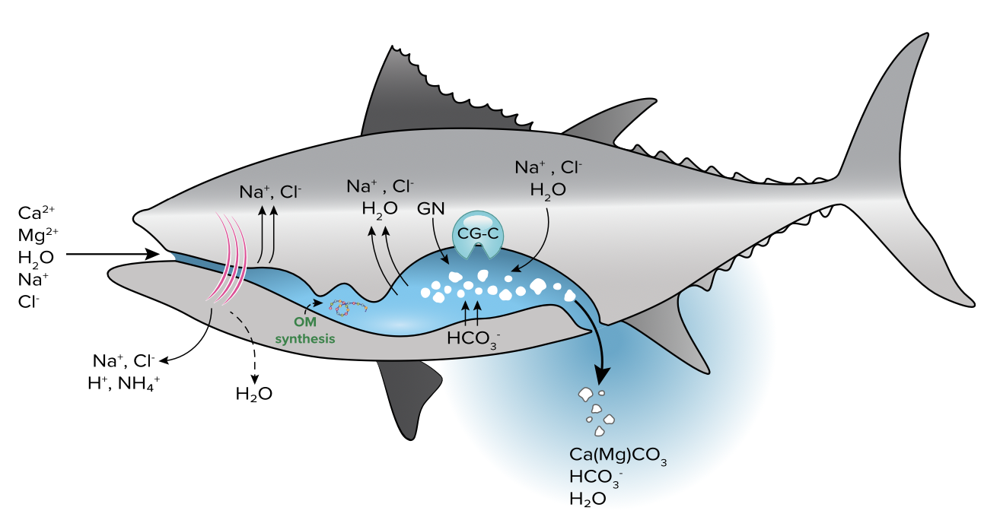 Ca²⁺
Mg²⁺
H₂O
Na⁺
Cl⁻
Na⁺, Cl⁻
Na⁺ , Cl⁻
H₂O
GN
CG-C
Na⁺ , Cl⁻
H₂O
OM
synthesis
HCO₃⁻
Na⁺, Cl⁻
H⁺, NH₄⁺
H₂O
Ca(Mg)CO₃
HCO₃⁻
H₂O